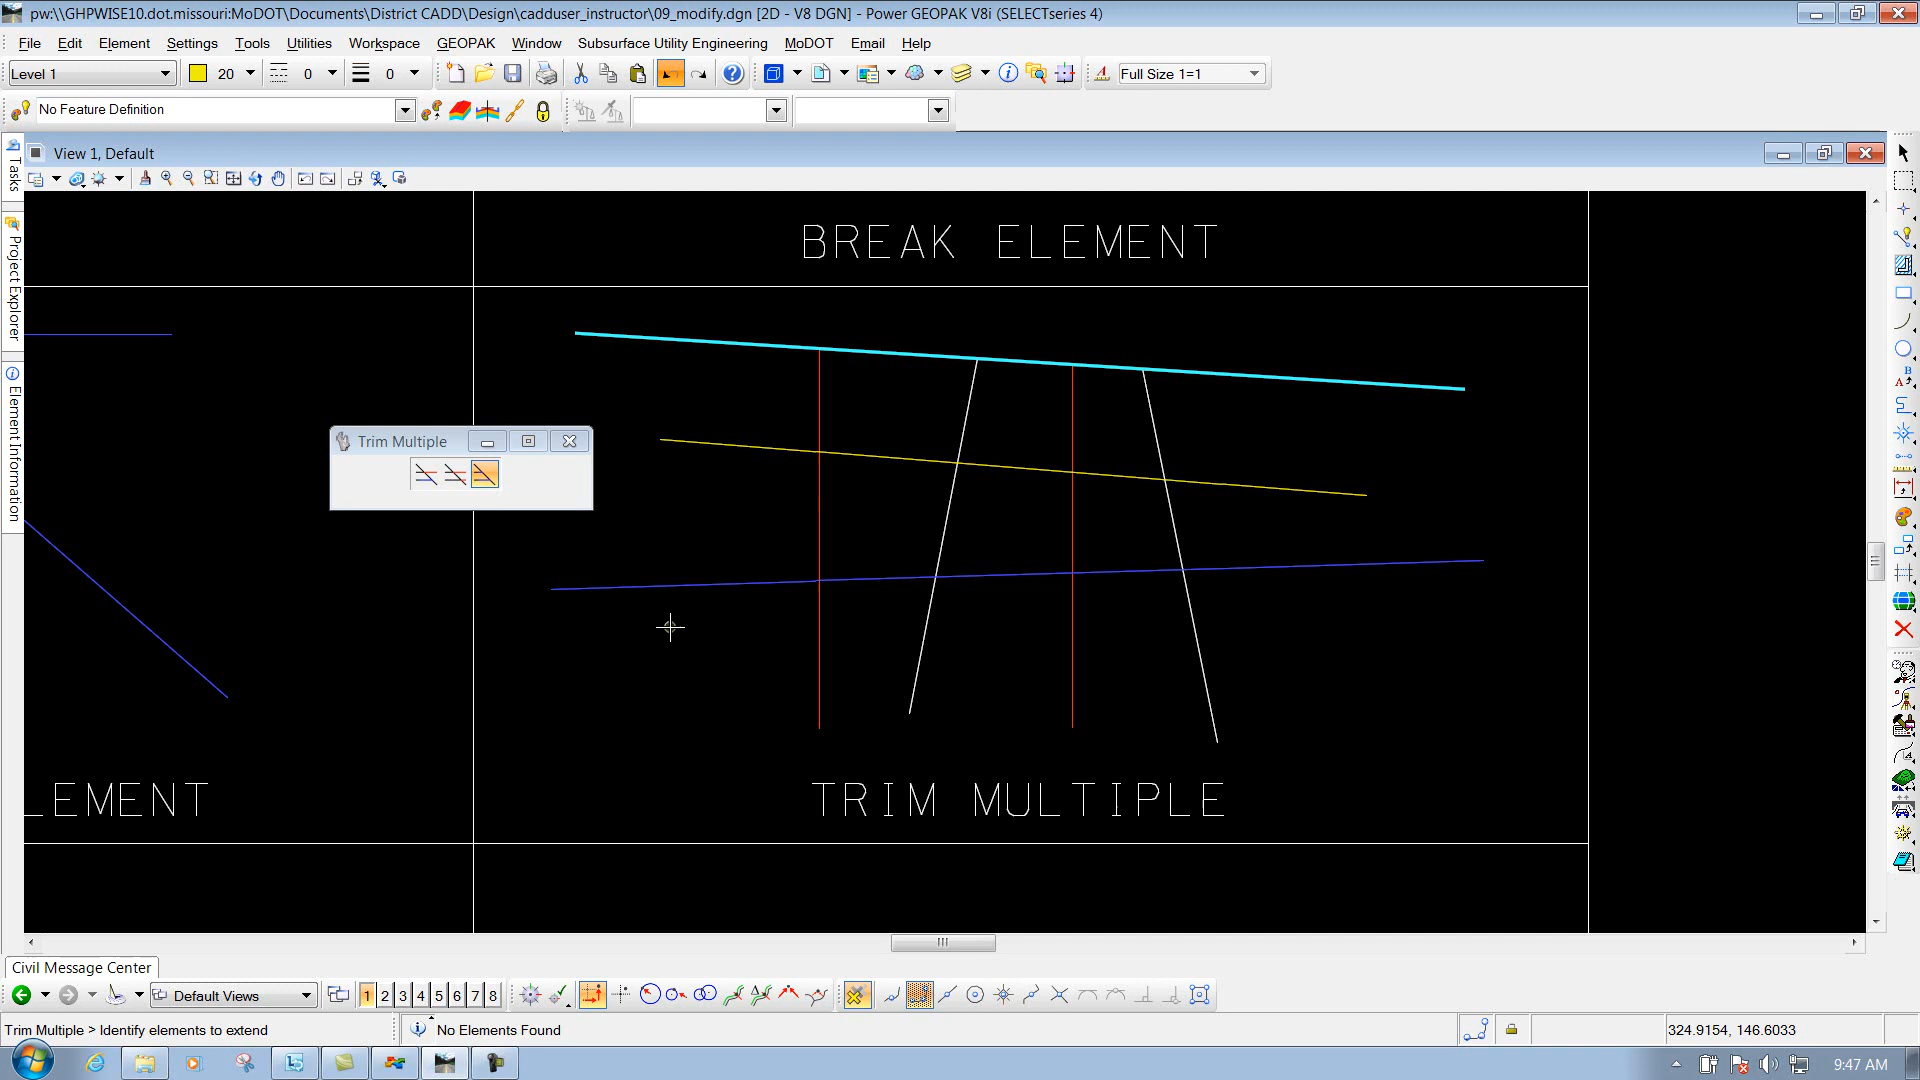 pw:\\GHPWISE10.dot.missouri:MoDOT\Documents\District CADD\Design\cadduser_instructor\09_modify.dgn [2D - V8 DGN] - Power GEOPAK V8i (SELECTseries 4)
File Edit Element Settings Tools Utilities Workspace GEOPAK Window Subsurface Utility Engineering MoDOT Email Help
Level 1 20 0 0 Full Size 1=1
No Feature Definition
View 1, Default
Tasks
Project Explorer
Element Information
BREAK ELEMENT
Trim Multiple
LEMENT
TRIM MULTIPLE
Civil Message Center
Default Views 1 2 3 4 5 6 7 8
Trim Multiple > Identify elements to extend No Elements Found 324.9154, 146.6033
9:47 AM